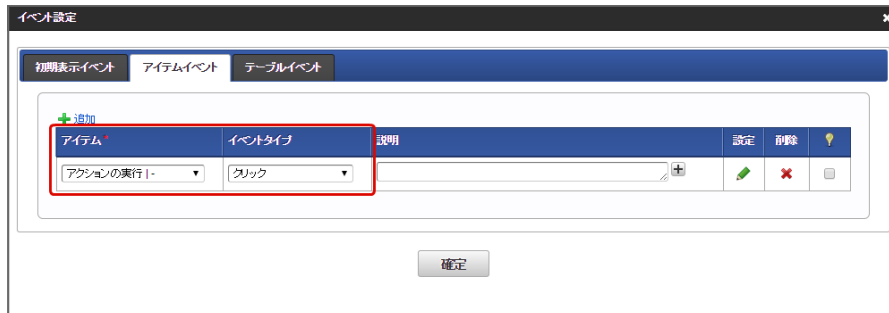 イベント設定
初期表示イベント アイテムイベント テーブルイベント
追加
アイテム* イベントタイプ 説明 設定 削除
アクションの実行 | - クリック
確定